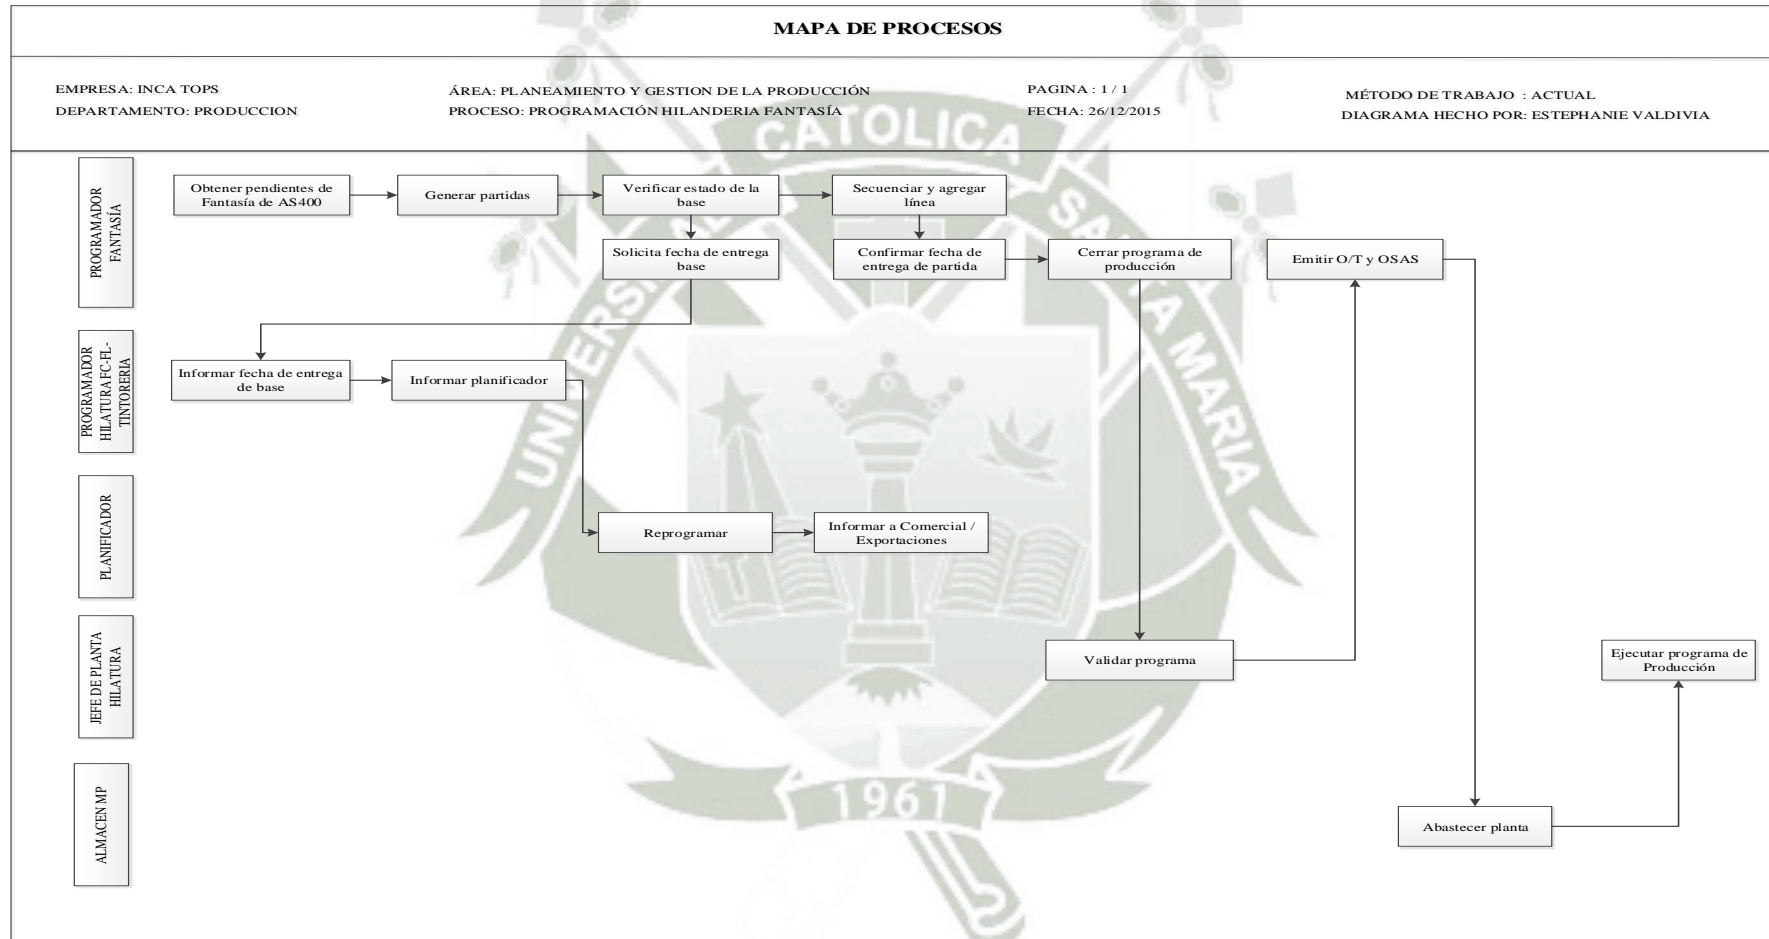 MAPA DE PROCESOS
EMPRESA: INCA TOPS
DEPARTAMENTO: PRODUCCION
ÁREA: PLANEAMIENTO Y GESTION DE LA PRODUCCIÓN
PROCESO: PROGRAMACIÓN HILANDERIA FANTASÍA
PAGINA : 1 / 1
FECHA: 26/12/2015
MÉTODO DE TRABAJO : ACTUAL
DIAGRAMA HECHO POR: ESTEPHANIE VALDIVIA
PROGRAMADOR
FANTASÍA
Obtener pendientes de
Fantasía de AS400
Generar partidas
Verificar estado de la
base
Secuenciar y agregar
línea
Solicita fecha de entrega
base
Confirmar fecha de
entrega de partida
Cerrar programa de
producción
Emitir O/T y OSAS
PROGRAMADOR
HILATURA FC-FL-
TINTORERIA
Informar fecha de entrega
de base
Informar planificador
PLANIFICADOR
Reprogramar
Informar a Comercial /
Exportaciones
JEFE DE PLANTA
HILATURA
Validar programa
Ejecutar programa de
Producción
ALMACEN MP
Abastecer planta
UNIVERSIDAD CATOLICA SANTA MARIA
1961